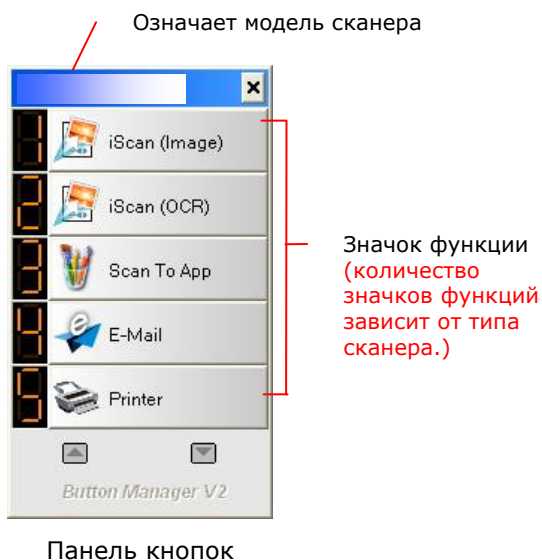 Означает модель сканера
1 iScan (Image)
2 iScan (OCR)
3 Scan To App
4 E-Mail
5 Printer
Button Manager V2
Значок функции
(количество
значков функций
зависит от типа
сканера.)
Панель кнопок